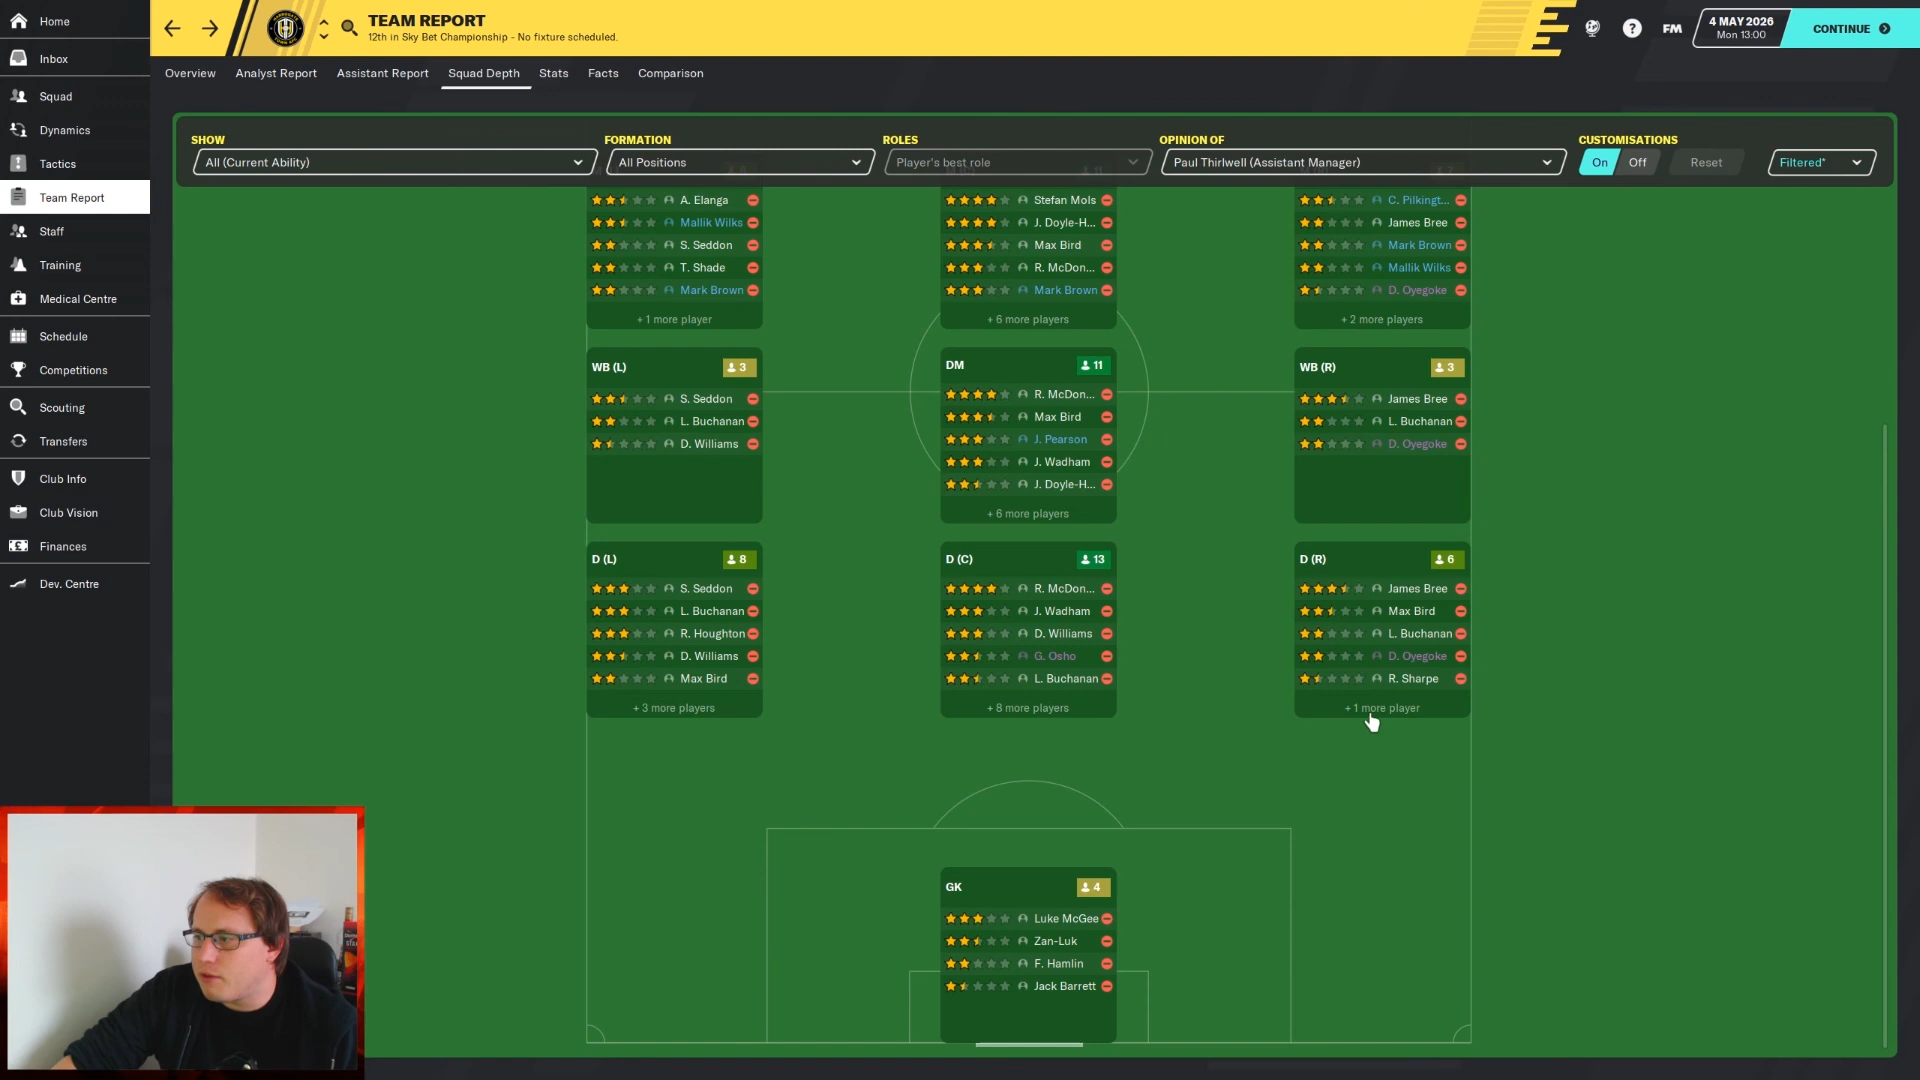 Home
Inbox
Squad
Dynamics
Tactics
Team Report
Staff
Training
Medical Centre
Schedule
Competitions
Scouting
Transfers
Club Info
Club Vision
Finances
Dev. Centre
TEAM REPORT
12th in Sky Bet Championship - No fixture scheduled.
FM
4 MAY 2026
Mon 13:00
CONTINUE
Overview
Analyst Report
Assistant Report
Squad Depth
Stats
Facts
Comparison
SHOW
All (Current Ability)
FORMATION
All Positions
ROLES
Player's best role
OPINION OF
Paul Thirlwell (Assistant Manager)
CUSTOMISATIONS
On
Off
Reset
Filtered*
A. Elanga
Mallik Wilks
S. Seddon
T. Shade
Mark Brown
+ 1 more player
Stefan Mols
J. Doyle-H...
Max Bird
R. McDon...
Mark Brown
+ 6 more players
C. Pilkingt...
James Bree
Mark Brown
Mallik Wilks
D. Oyegoke
+ 2 more players
WB (L)
3
S. Seddon
L. Buchanan
D. Williams
DM
11
R. McDon...
Max Bird
J. Pearson
J. Wadham
J. Doyle-H...
+ 6 more players
WB (R)
3
James Bree
L. Buchanan
D. Oyegoke
D (L)
8
S. Seddon
L. Buchanan
R. Houghton
D. Williams
Max Bird
+ 3 more players
D (C)
13
R. McDon...
J. Wadham
D. Williams
G. Osho
L. Buchanan
+ 8 more players
D (R)
6
James Bree
Max Bird
L. Buchanan
D. Oyegoke
R. Sharpe
+ 1 more player
GK
4
Luke McGee
Zan-Luk
F. Hamlin
Jack Barrett